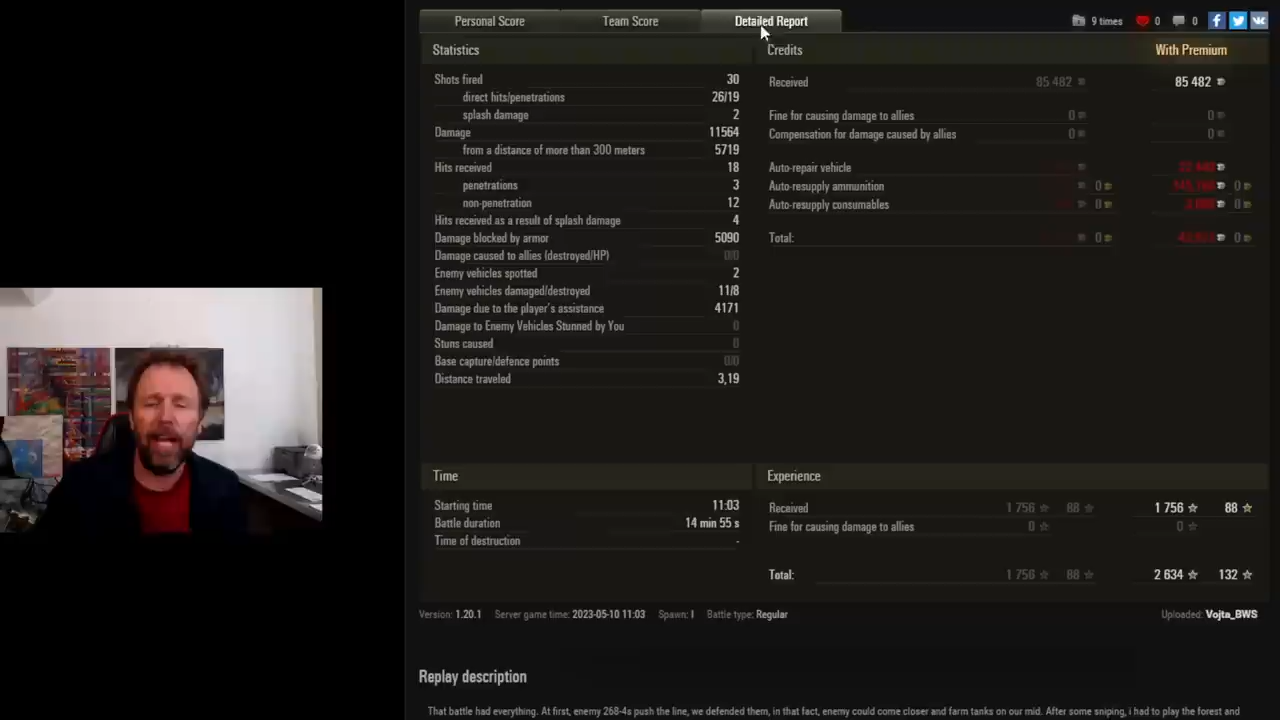 Personal Score Team Score Detailed Report 9 times 0 0
Statistics
Shots fired 30
direct hits/penetrations 26/19
splash damage 2
Damage 11564
from a distance of more than 300 meters 5719
Hits received 18
penetrations 3
non-penetration 12
Hits received as a result of splash damage 4
Damage blocked by armor 5090
Damage caused to allies (destroyed/HP) 0/0
Enemy vehicles spotted 2
Enemy vehicles damaged/destroyed 11/8
Damage due to the player's assistance 4171
Damage to Enemy Vehicles Stunned by You 0
Stuns caused 0
Base capture/defence points 0/0
Distance traveled 3,19
Credits With Premium
Received 85 482 85 482
Fine for causing damage to allies 0 0
Compensation for damage caused by allies 0 0
Auto-repair vehicle
Auto-resupply ammunition 0 0
Auto-resupply consumables 0 0
Total: 0 0
Time
Starting time 11:03
Battle duration 14 min 55 s
Time of destruction -
Experience
Received 1 756 88 1 756 88
Fine for causing damage to allies 0 0
Total: 1 756 88 2 634 132
Version: 1.20.1 Server game time: 2023-05-10 11:03 Spawn: I Battle type: Regular Uploaded: Vojta_BWS
Replay description
That battle had everything. At first, enemy 268-4s push the line, we defended them, in that fact, enemy could come closer and farm tanks on our mid. After some sniping, i had to play the forest and